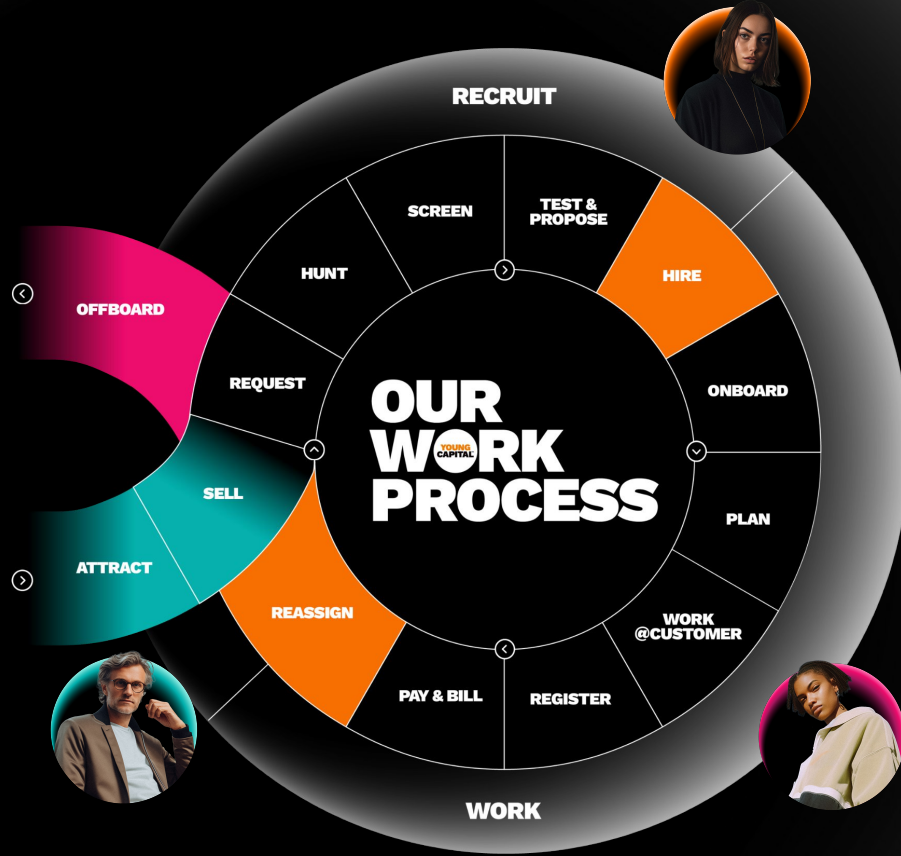 RECRUIT
SCREEN
TEST &
PROPOSE
HUNT
HIRE
OFFBOARD
REQUEST
ONBOARD
OUR
WORK
YOUNG
CAPITAL
PROCESS
SELL
PLAN
ATTRACT
REASSIGN
WORK
@CUSTOMER
PAY & BILL
REGISTER
WORK